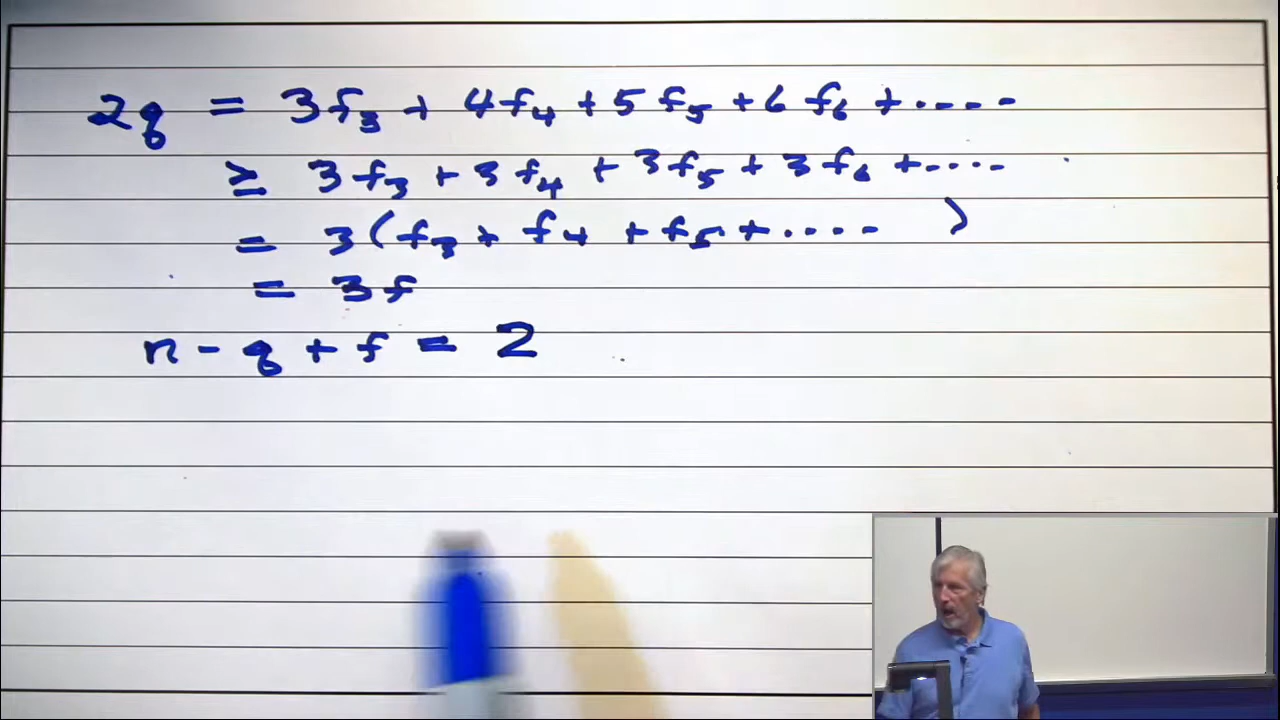 2q = 3f₃ + 4f₄ + 5f₅ + 6f₆ + ....
≥ 3f₃ + 3f₄ + 3f₅ + 3f₆ + ....
= 3(f₃ + f₄ + f₅ + .... )
= 3f
n - q + f = 2